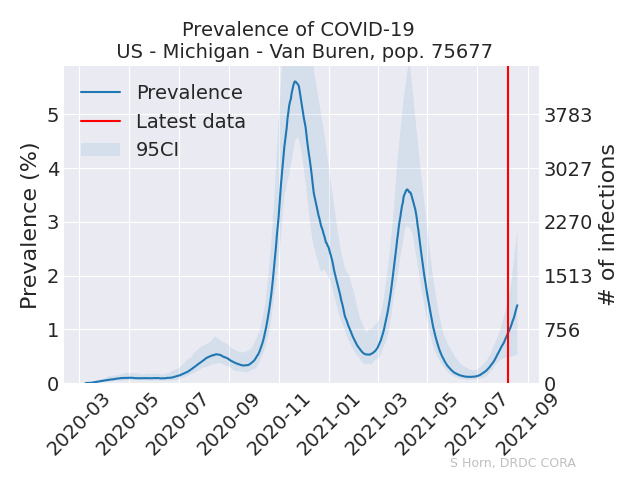 Prevalence of COVID-19
US - Michigan - Van Buren, pop. 75677
Prevalence
Latest data
95CI
Prevalence (%)
5
4
3
2
1
0
3783
3027
2270
1513
756
0
# of infections
2020-03
2020-05
2020-07
2020-09
2020-11
2021-01
2021-03
2021-05
2021-07
2021-09
S Horn, DRDC CORA